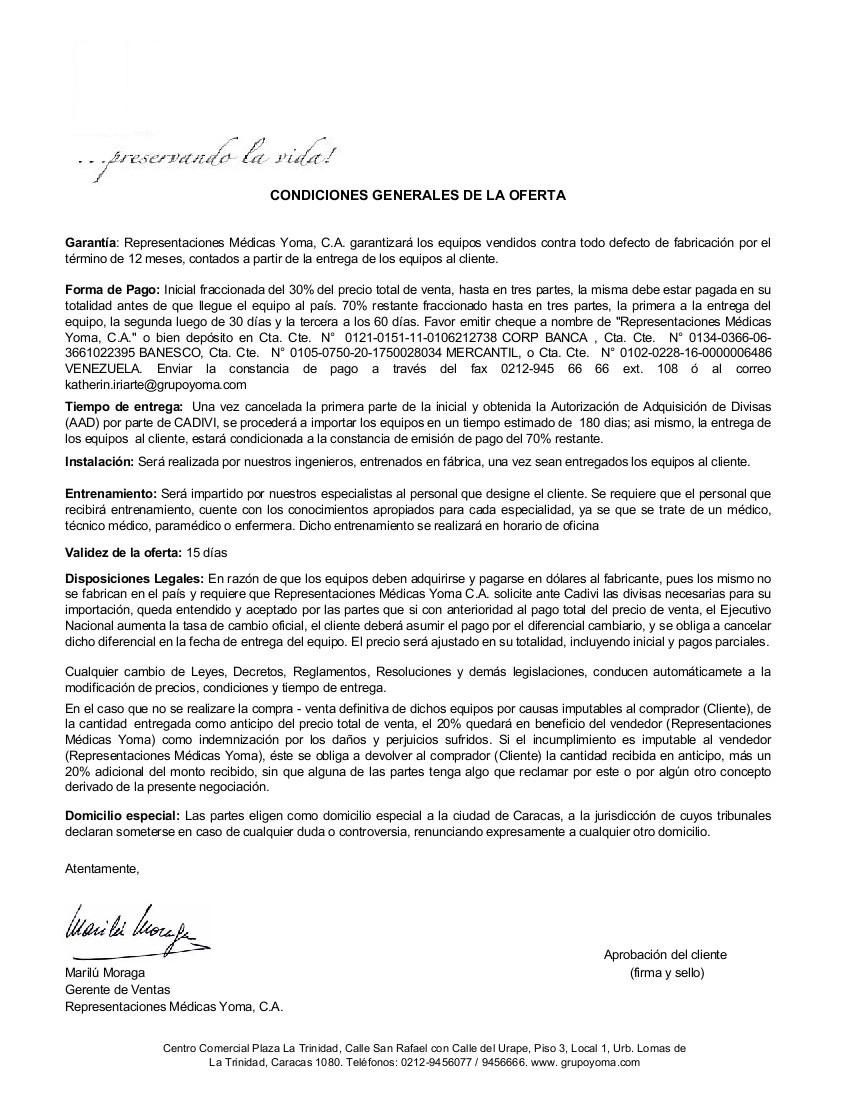 ...preservando la vida!
CONDICIONES GENERALES DE LA OFERTA
Garantía: Representaciones Médicas Yoma, C.A. garantizará los equipos vendidos contra todo defecto de fabricación por el
término de 12 meses, contados a partir de la entrega de los equipos al cliente.
Forma de Pago: Inicial fraccionada del 30% del precio total de venta, hasta en tres partes, la misma debe estar pagada en su
totalidad antes de que llegue el equipo al país. 70% restante fraccionado hasta en tres partes, la primera a la entrega del
equipo, la segunda luego de 30 días y la tercera a los 60 días. Favor emitir cheque a nombre de "Representaciones Médicas
Yoma, C.A." o bien depósito en Cta. Cte. N° 0121-0151-11-0106212738 CORP BANCA , Cta. Cte. N° 0134-0366-06-
3661022395 BANESCO, Cta. Cte. N° 0105-0750-20-1750028034 MERCANTIL, o Cta. Cte. N° 0102-0228-16-0000006486
VENEZUELA. Enviar la constancia de pago a través del fax 0212-945 66 66 ext. 108 ó al correo
katherin.iriarte@grupoyoma.com
Tiempo de entrega: Una vez cancelada la primera parte de la inicial y obtenida la Autorización de Adquisición de Divisas
(AAD) por parte de CADIVI, se procederá a importar los equipos en un tiempo estimado de 180 dias; asi mismo, la entrega de
los equipos al cliente, estará condicionada a la constancia de emisión de pago del 70% restante.
Instalación: Será realizada por nuestros ingenieros, entrenados en fábrica, una vez sean entregados los equipos al cliente.
Entrenamiento: Será impartido por nuestros especialistas al personal que designe el cliente. Se requiere que el personal que
recibirá entrenamiento, cuente con los conocimientos apropiados para cada especialidad, ya se que se trate de un médico,
técnico médico, paramédico o enfermera. Dicho entrenamiento se realizará en horario de oficina
Validez de la oferta: 15 días
Disposiciones Legales: En razón de que los equipos deben adquirirse y pagarse en dólares al fabricante, pues los mismo no
se fabrican en el país y requiere que Representaciones Médicas Yoma C.A. solicite ante Cadivi las divisas necesarias para su
importación, queda entendido y aceptado por las partes que si con anterioridad al pago total del precio de venta, el Ejecutivo
Nacional aumenta la tasa de cambio oficial, el cliente deberá asumir el pago por el diferencial cambiario, y se obliga a cancelar
dicho diferencial en la fecha de entrega del equipo. El precio será ajustado en su totalidad, incluyendo inicial y pagos parciales.
Cualquier cambio de Leyes, Decretos, Reglamentos, Resoluciones y demás legislaciones, conducen automáticamete a la
modificación de precios, condiciones y tiempo de entrega.
En el caso que no se realizare la compra - venta definitiva de dichos equipos por causas imputables al comprador (Cliente), de
la cantidad entregada como anticipo del precio total de venta, el 20% quedará en beneficio del vendedor (Representaciones
Médicas Yoma) como indemnización por los daños y perjuicios sufridos. Si el incumplimiento es imputable al vendedor
(Representaciones Médicas Yoma), éste se obliga a devolver al comprador (Cliente) la cantidad recibida en anticipo, más un
20% adicional del monto recibido, sin que alguna de las partes tenga algo que reclamar por este o por algún otro concepto
derivado de la presente negociación.
Domicilio especial: Las partes eligen como domicilio especial a la ciudad de Caracas, a la jurisdicción de cuyos tribunales
declaran someterse en caso de cualquier duda o controversia, renunciando expresamente a cualquier otro domicilio.
Atentamente,
Marilú Moraga
Aprobación del cliente
Marilú Moraga
(firma y sello)
Gerente de Ventas
Representaciones Médicas Yoma, C.A.
Centro Comercial Plaza La Trinidad, Calle San Rafael con Calle del Urape, Piso 3, Local 1, Urb. Lomas de
La Trinidad, Caracas 1080. Teléfonos: 0212-9456077 / 9456666. www. grupoyoma.com